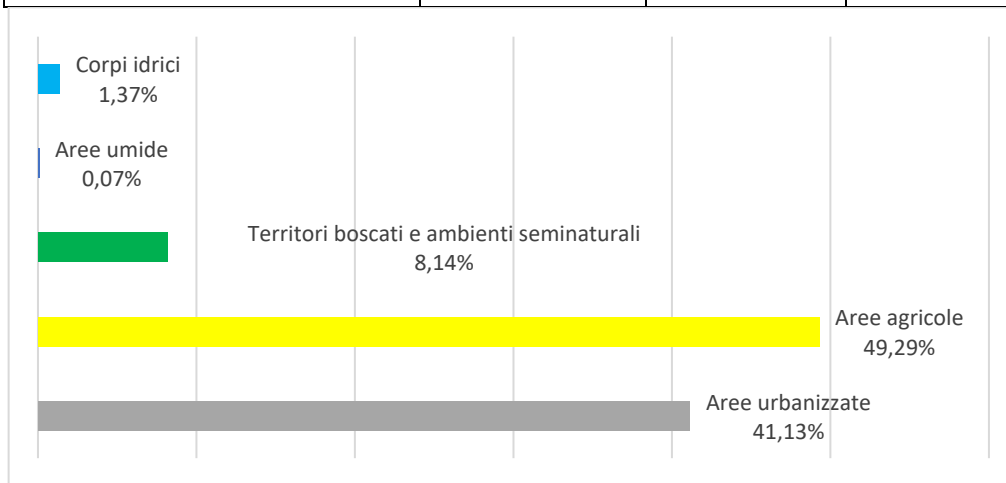 Corpi idrici
1,37%
Aree umide
0,07%
Territori boscati e ambienti seminaturali
8,14%
Aree agricole
49,29%
Aree urbanizzate
41,13%